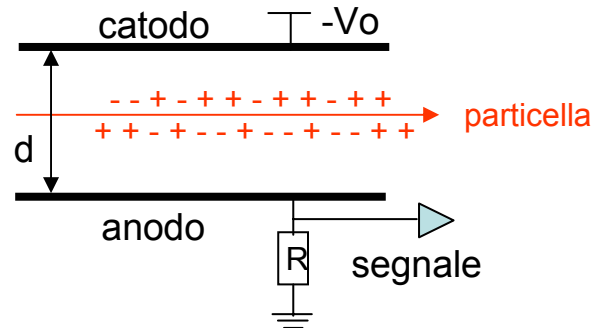 catodo -Vo
- - + - + + - + + - + +
particella
+ + - + - - + - - + - - + +
d
anodo
R
segnale